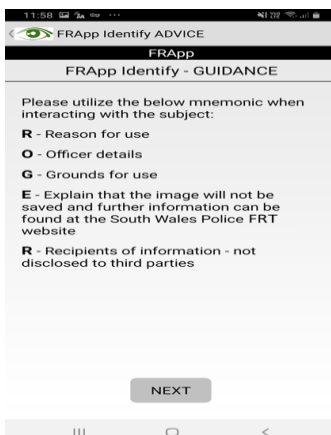 11:58
FRApp Identify ADVICE
FRApp
FRApp Identify - GUIDANCE
Please utilize the below mnemonic when
interacting with the subject:
R - Reason for use
O - Officer details
G - Grounds for use
E - Explain that the image will not be
saved and further information can be
found at the South Wales Police FRT
website
R - Recipients of information - not
disclosed to third parties
NEXT